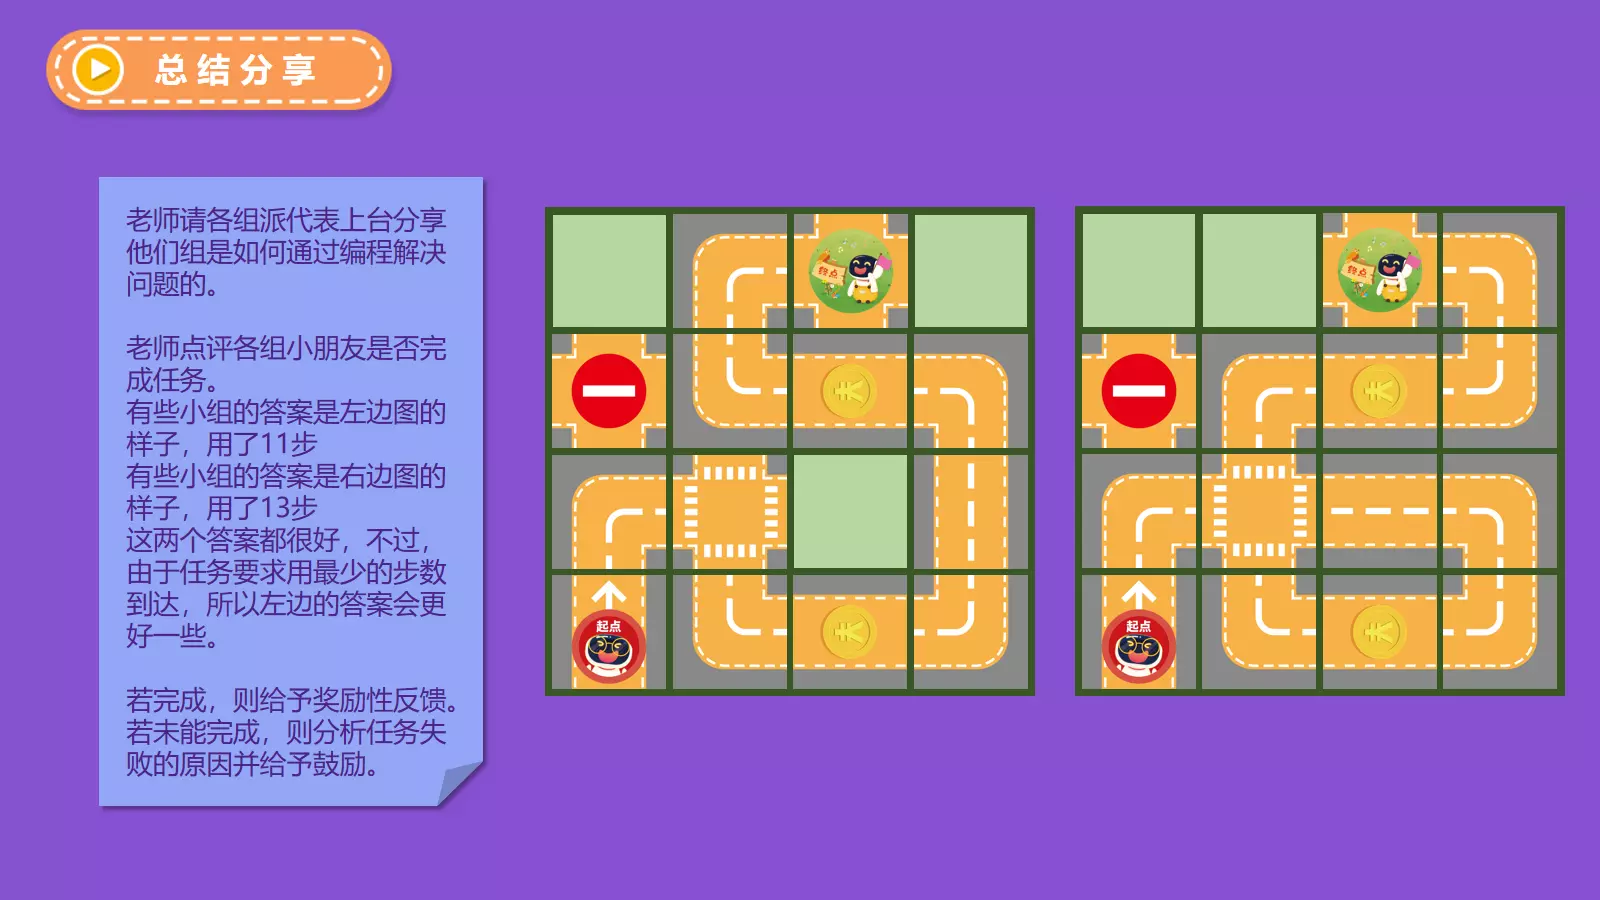 总结分享
老师请各组派代表上台分享
他们组是如何通过编程解决
问题的。
老师点评各组小朋友是否完
成任务。
有些小组的答案是左边图的
样子，用了11步
有些小组的答案是右边图的
样子，用了13步
这两个答案都很好，不过，
由于任务要求用最少的步数
到达，所以左边的答案会更
好一些。
若完成，则给予奖励性反馈。
若未能完成，则分析任务失
败的原因并给予鼓励。
终点
起点
终点
起点